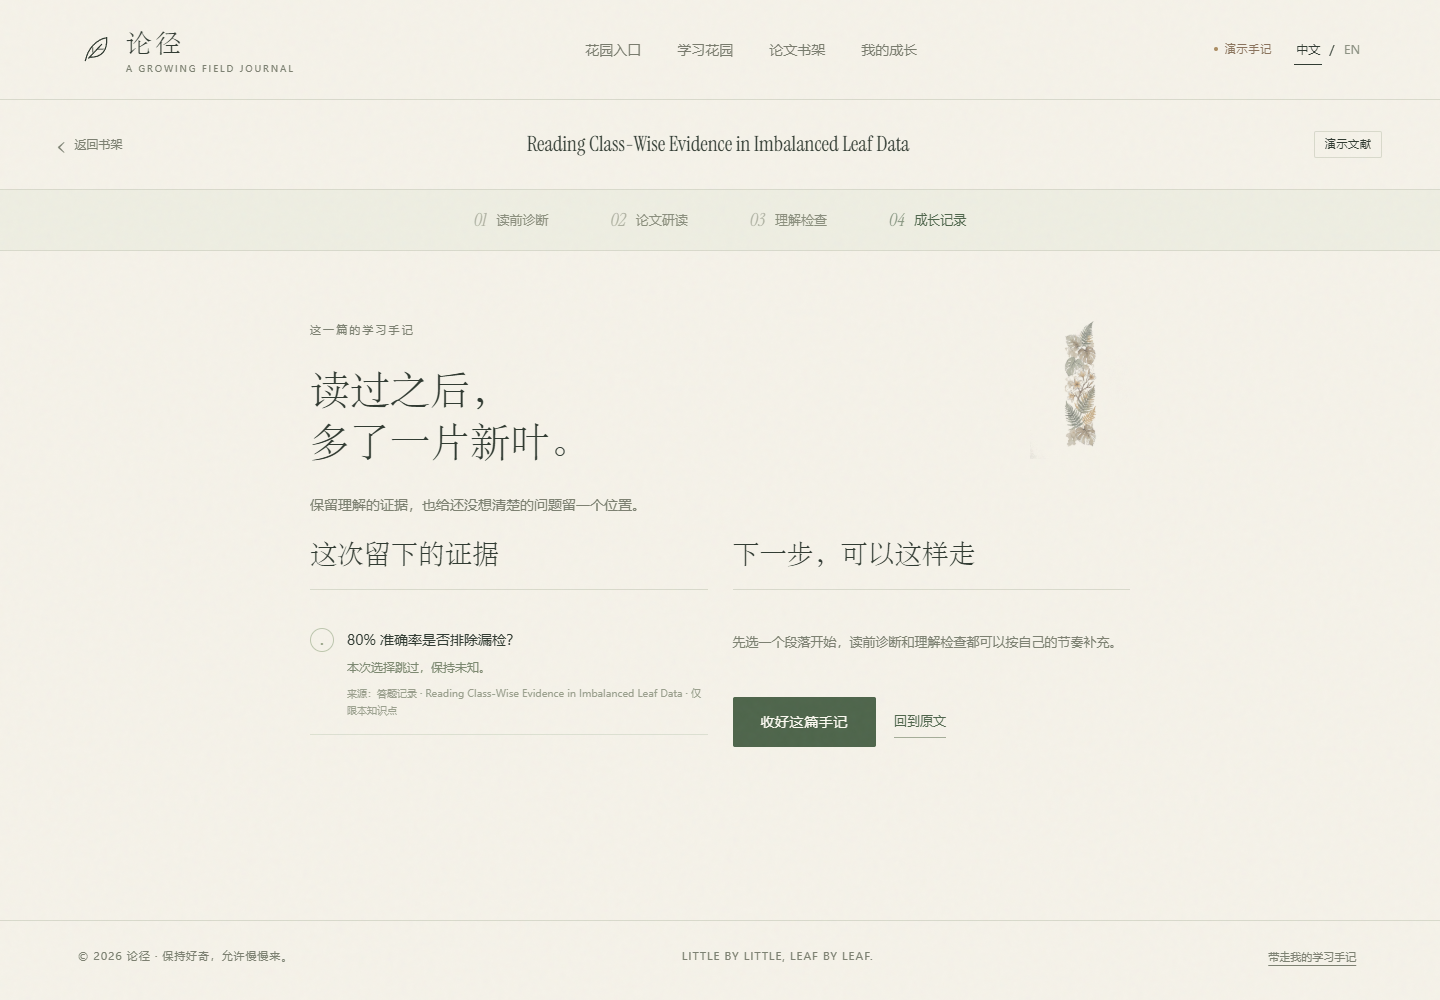 论径
A GROWING FIELD JOURNAL
花园入口
学习花园
论文书架
我的成长
演示手记
中文 / EN
返回书架
Reading Class-Wise Evidence in Imbalanced Leaf Data
演示文献
01 读前诊断
02 论文研读
03 理解检查
04 成长记录
这一篇的学习手记
读过之后，
多了一片新叶。
保留理解的证据，也给还没想清楚的问题留一个位置。
这次留下的证据
80% 准确率是否排除漏检？
本次选择跳过，保持未知。
来源：答题记录 · Reading Class-Wise Evidence in Imbalanced Leaf Data · 仅
限本知识点
下一步，可以这样走
先选一个段落开始，读前诊断和理解检查都可以按自己的节奏补充。
收好这篇手记
回到原文
© 2026 论径 · 保持好奇，允许慢慢来。
LITTLE BY LITTLE, LEAF BY LEAF.
带走我的学习手记